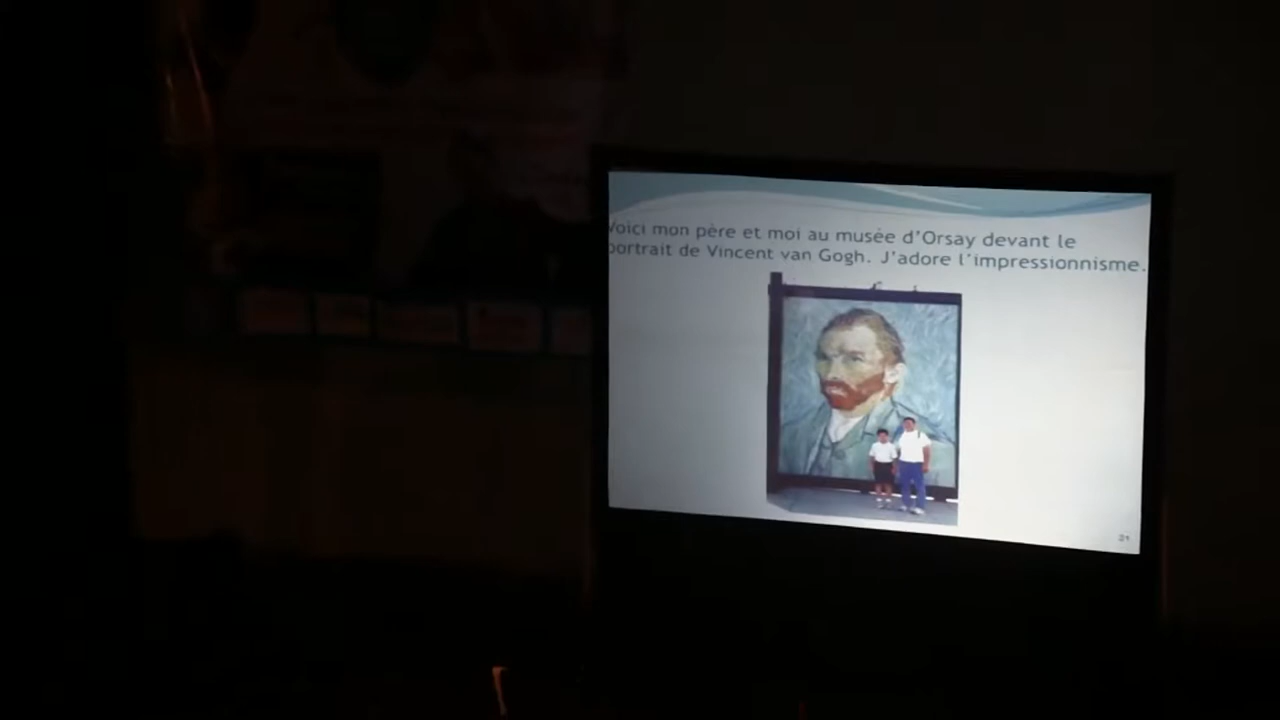 Voici mon père et moi au musée d'Orsay devant le
portrait de Vincent van Gogh. J'adore l'impressionnisme.